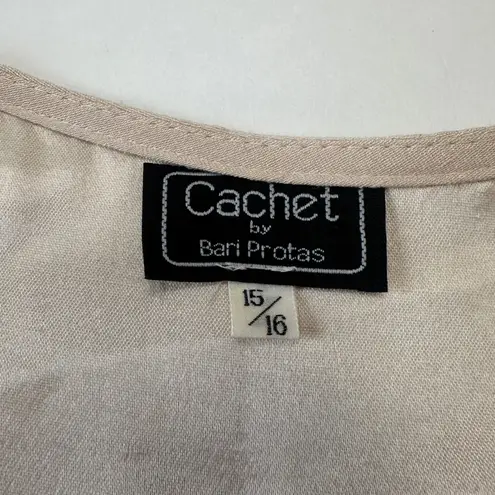 Cachet
by
Bari Protas
15/16